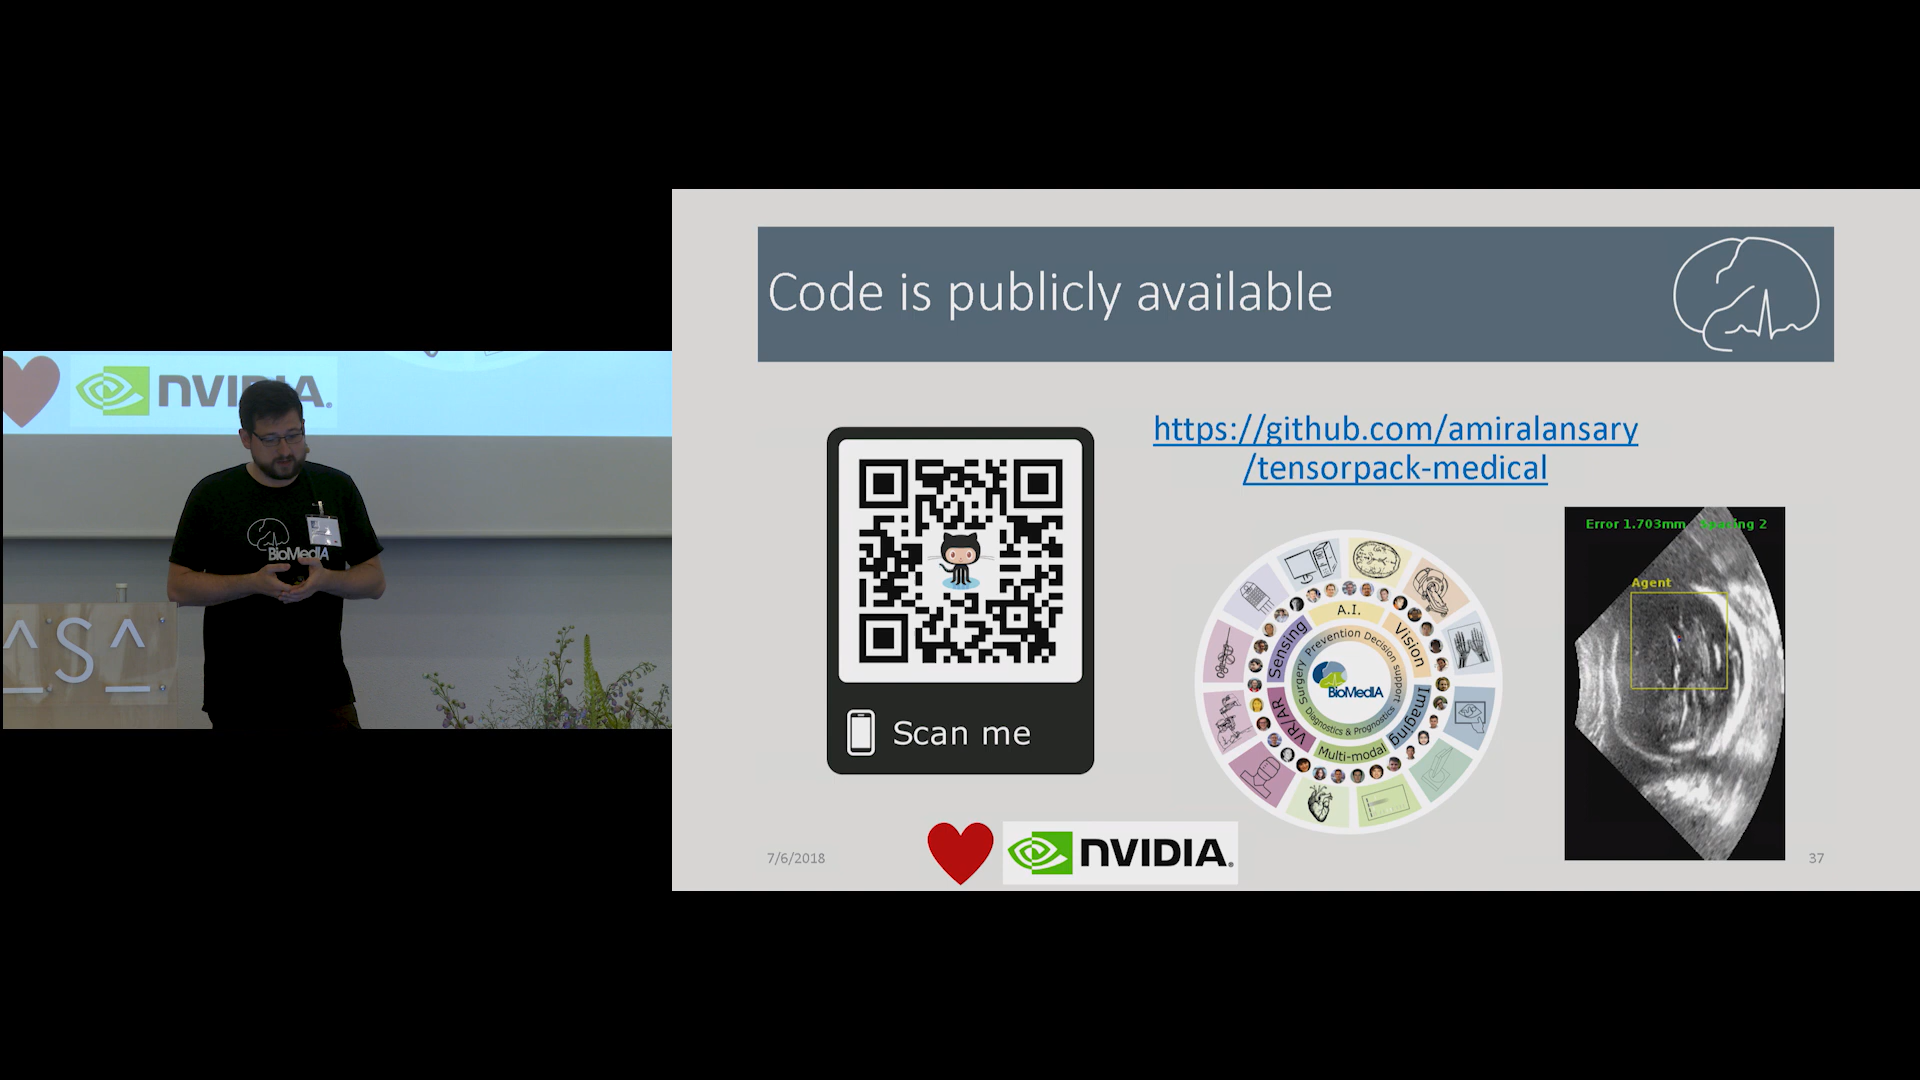 Code is publicly available
https://github.com/amiralansary
/tensorpack-medical
Scan me
A.I.
Vision
Imaging
Multi-modal
VR/AR
Sensing
Prevention
Decision support
Diagnostics & Prognostics
Surgery
BioMedIA
Error 1.703mm
Spacing 2
Agent
7/6/2018
NVIDIA.
37
NVIDIA.
BioMedIA
ASA